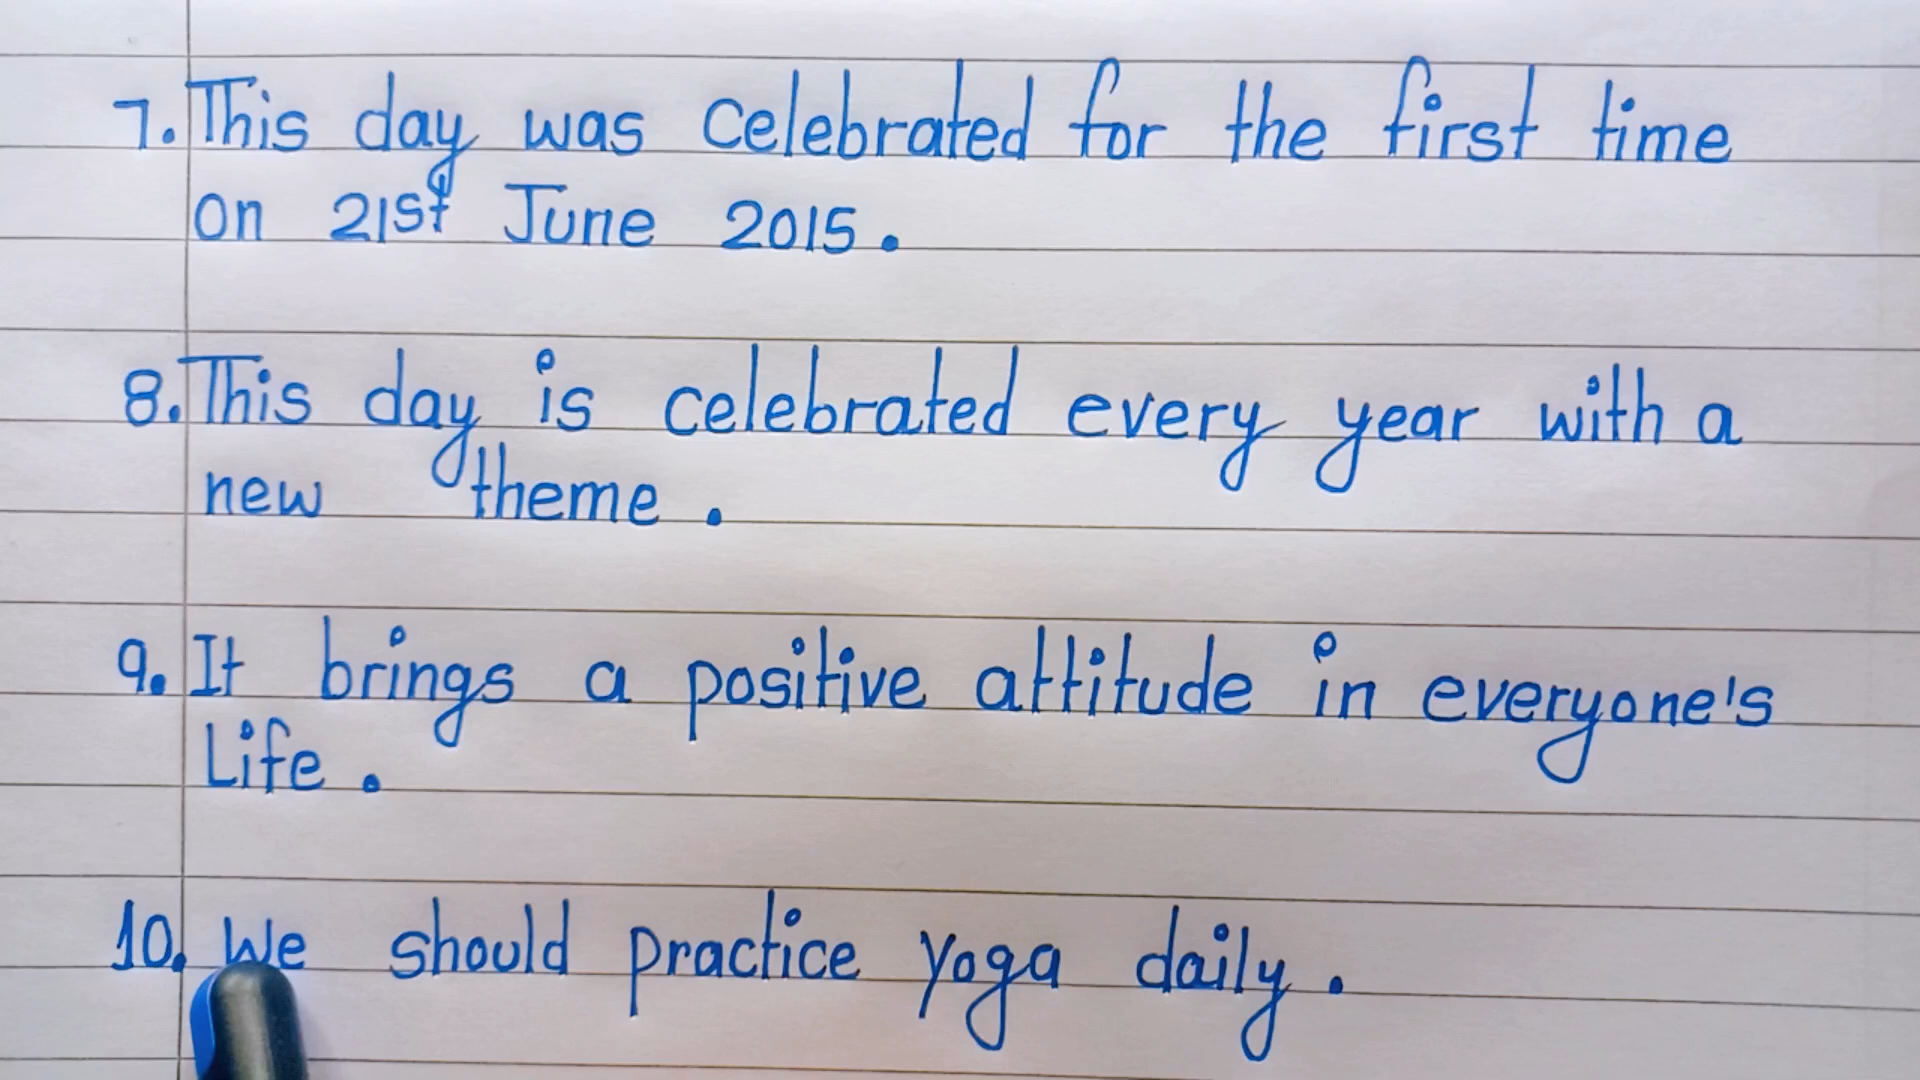 7. This day was celebrated for the first time
on 21st June 2015.
8. This day is celebrated every year with a
new theme.
9. It brings a positive attitude in everyone's
Life.
10. We should practice Yoga daily.